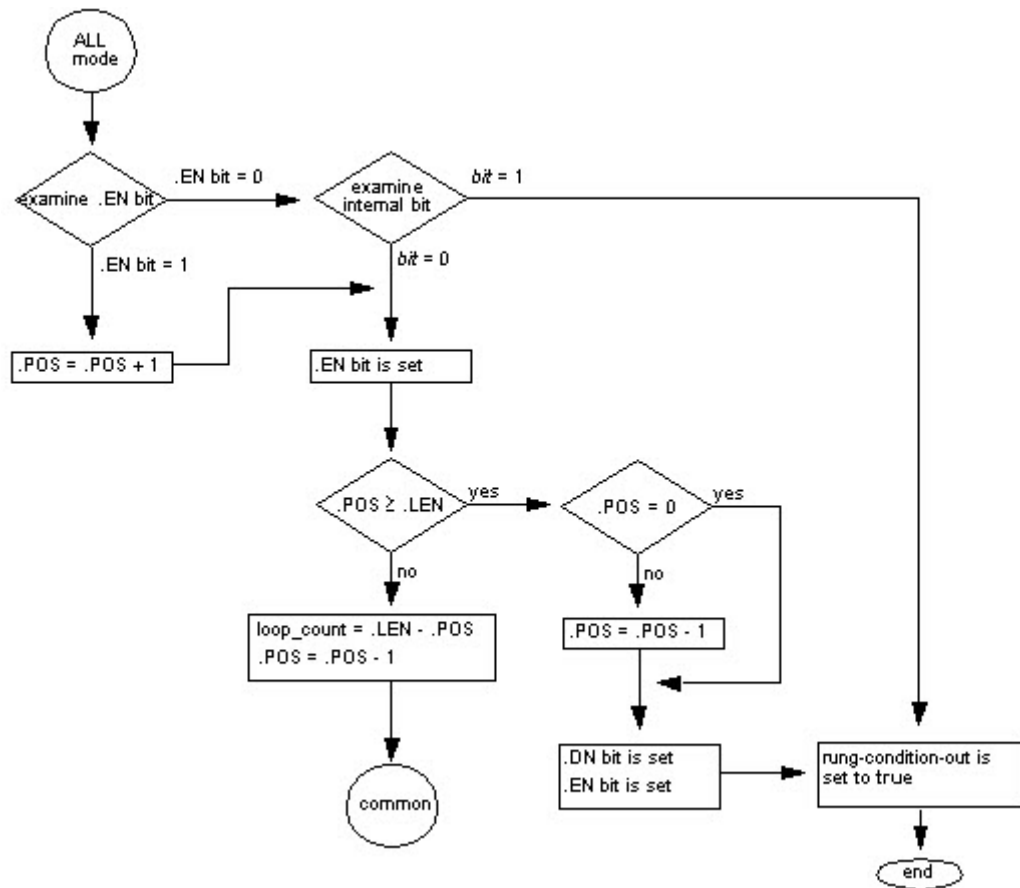 ALL
mode
examine .EN bit
.EN bit = 0
examine
internal bit
bit = 1
.EN bit = 1
bit = 0
.POS = .POS + 1
.EN bit is set
.POS ≥ .LEN
yes
.POS = 0
yes
no
no
loop_count = .LEN - .POS
.POS = .POS - 1
.POS = .POS - 1
.DN bit is set
.EN bit is set
rung-condition-out is
set to true
common
end